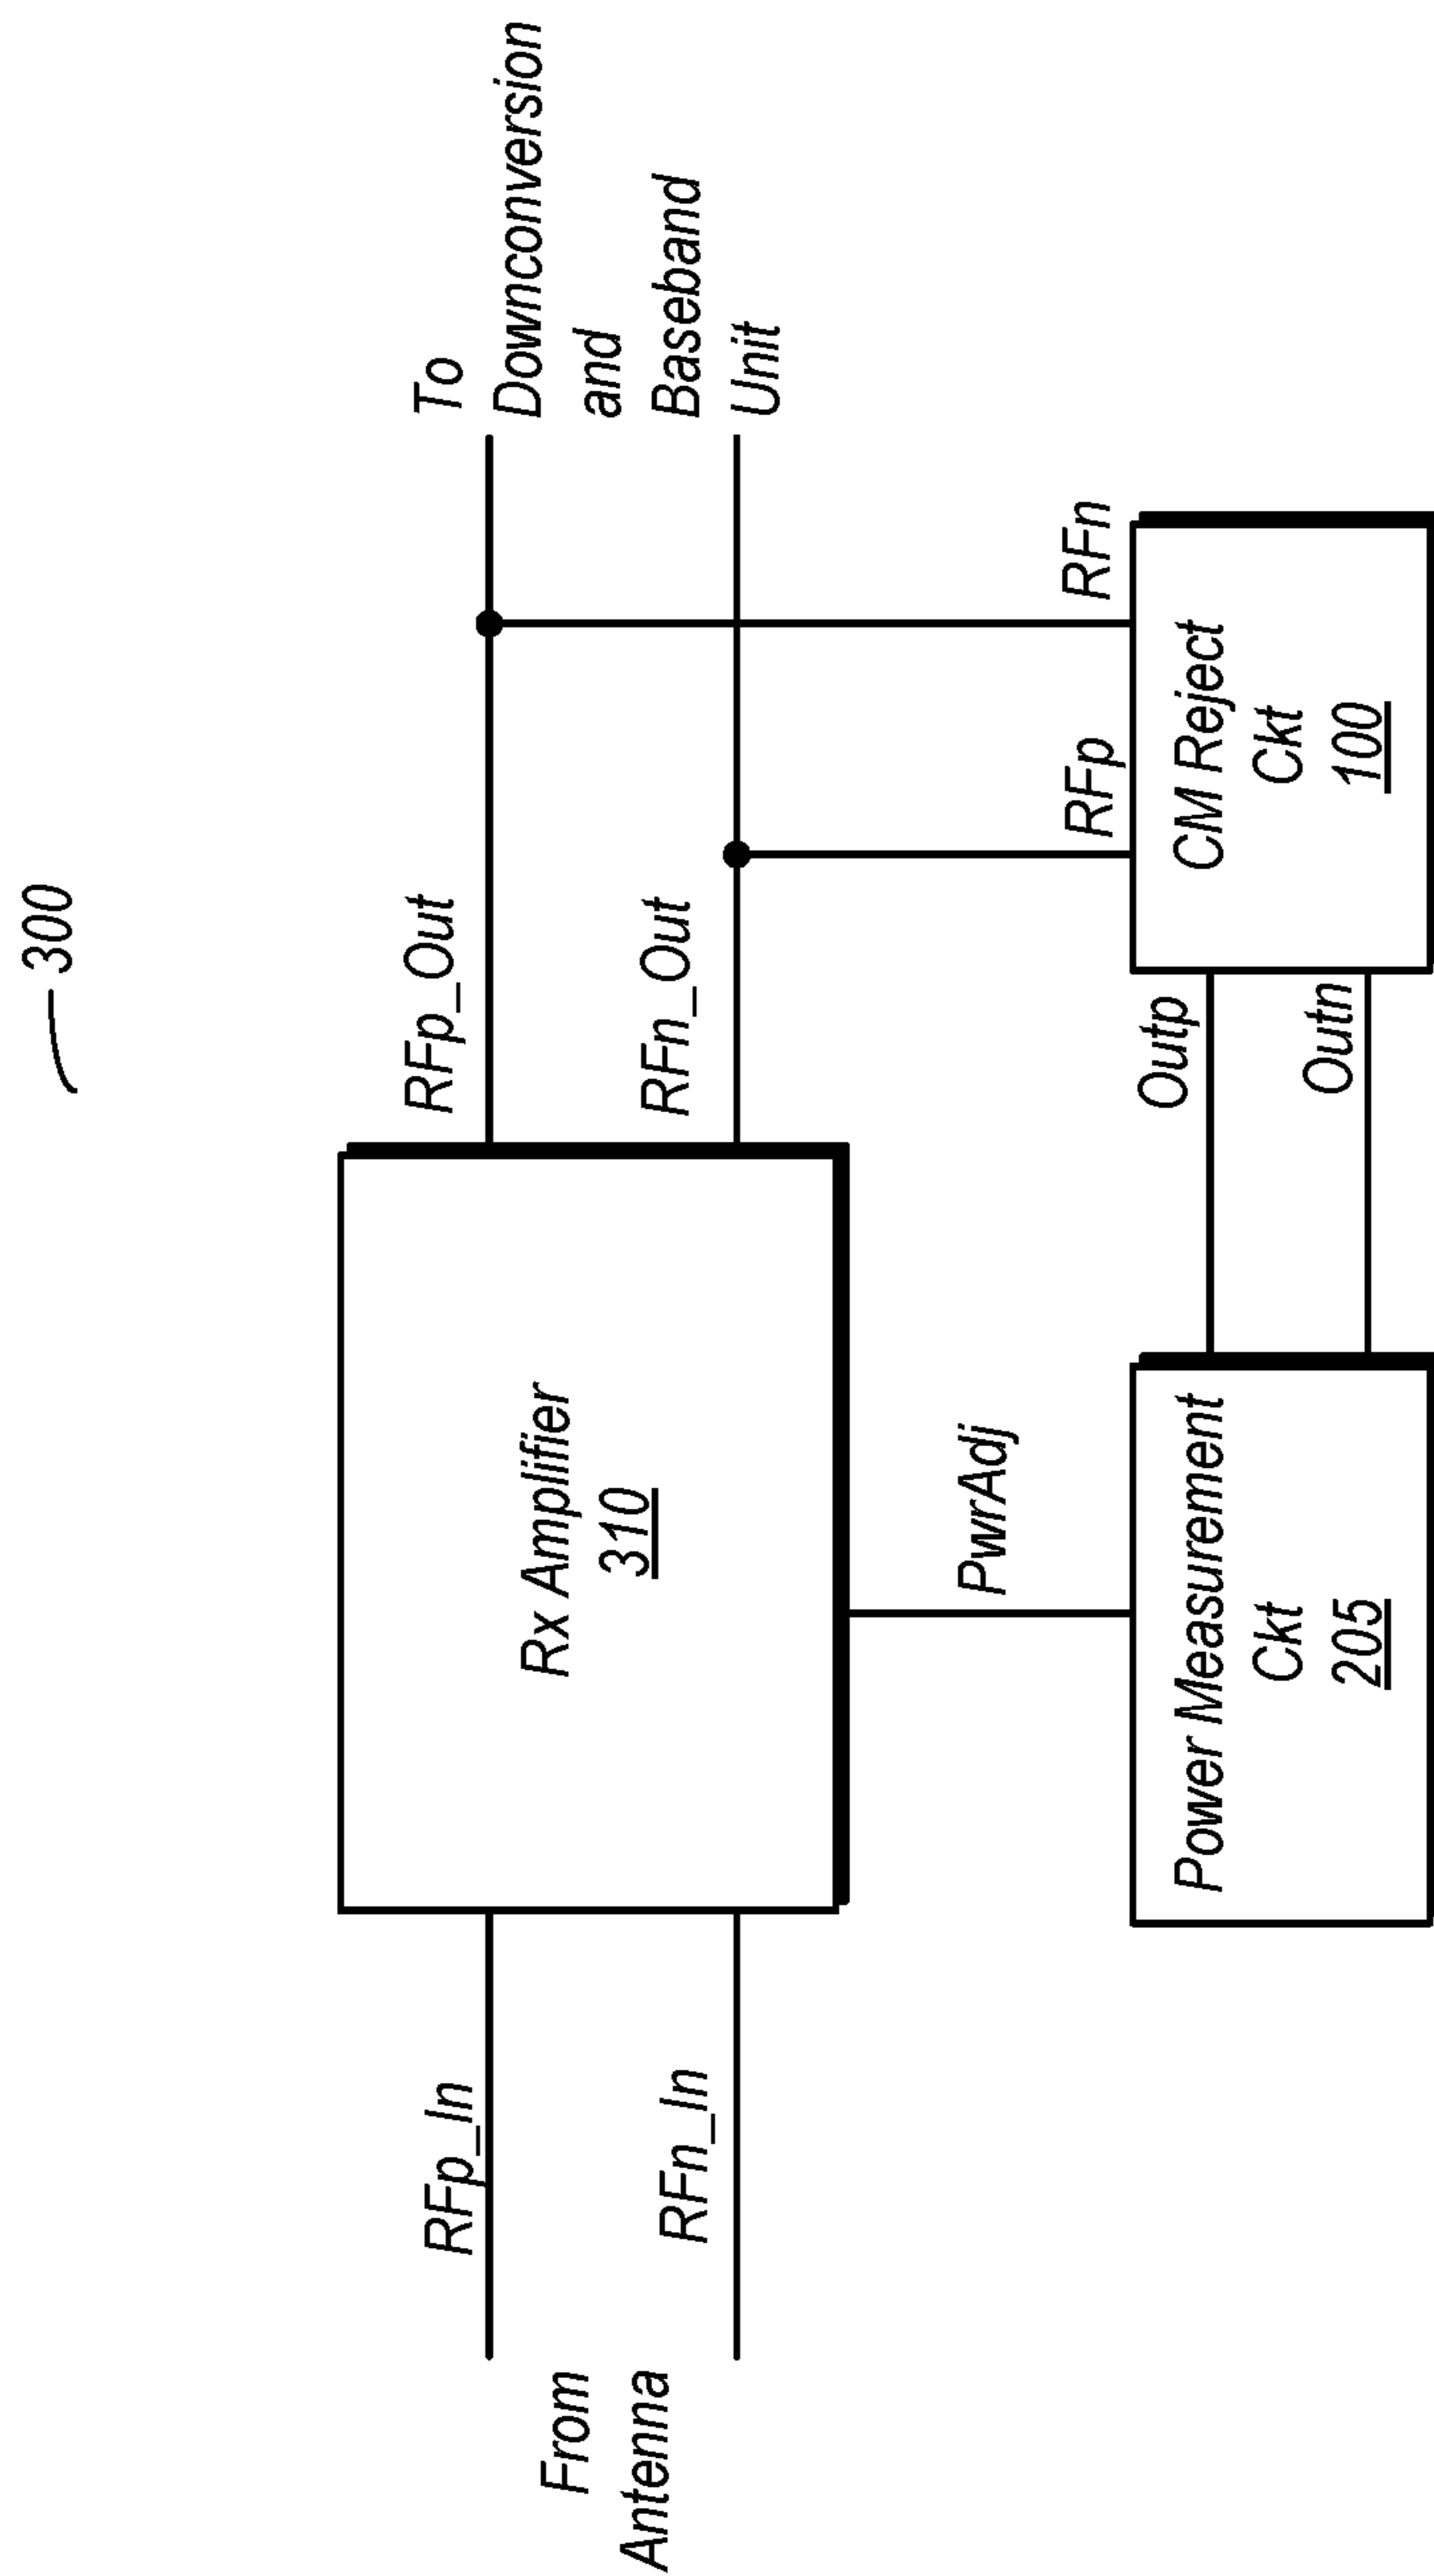 300
From
Antenna
RFp_In
RFn_In
Rx Amplifier
310
RFp_Out
RFn_Out
To
Downconversion
and
Baseband
Unit
PwrAdj
Power Measurement
Ckt
205
Outp
Outn
RFp
RFn
CM Reject
Ckt
100